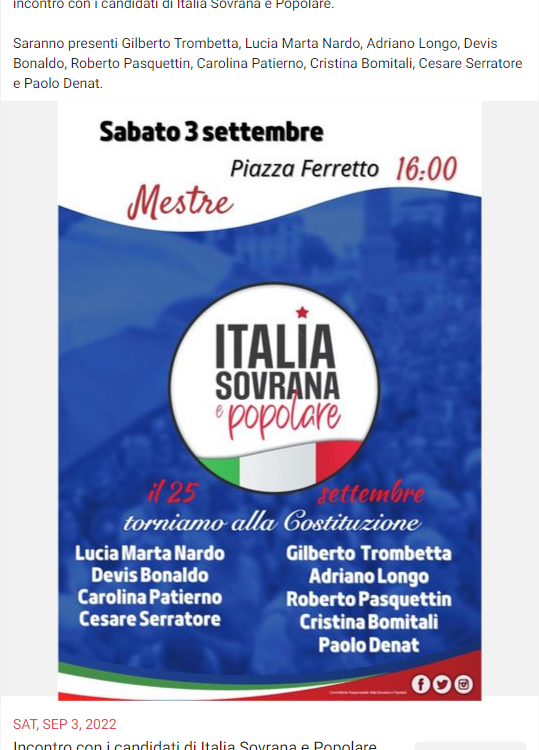 incontro con i candidati di Italia Sovrana e Popolare.
Saranno presenti Gilberto Trombetta, Lucia Marta Nardo, Adriano Longo, Devis
Bonaldo, Roberto Pasquettin, Carolina Patierno, Cristina Bomitali, Cesare Serratore
e Paolo Denat.
Sabato 3 settembre
Piazza Ferretto 16:00
Mestre
ITALIA
SOVRANA
e popolare
il 25 settembre
torniamo alla Costituzione
Lucia Marta Nardo
Devis Bonaldo
Carolina Patierno
Cesare Serratore
Gilberto Trombetta
Adriano Longo
Roberto Pasquettin
Cristina Bomitali
Paolo Denat
SAT, SEP 3, 2022
Incontro con i candidati di Italia Sovrana e Popolare